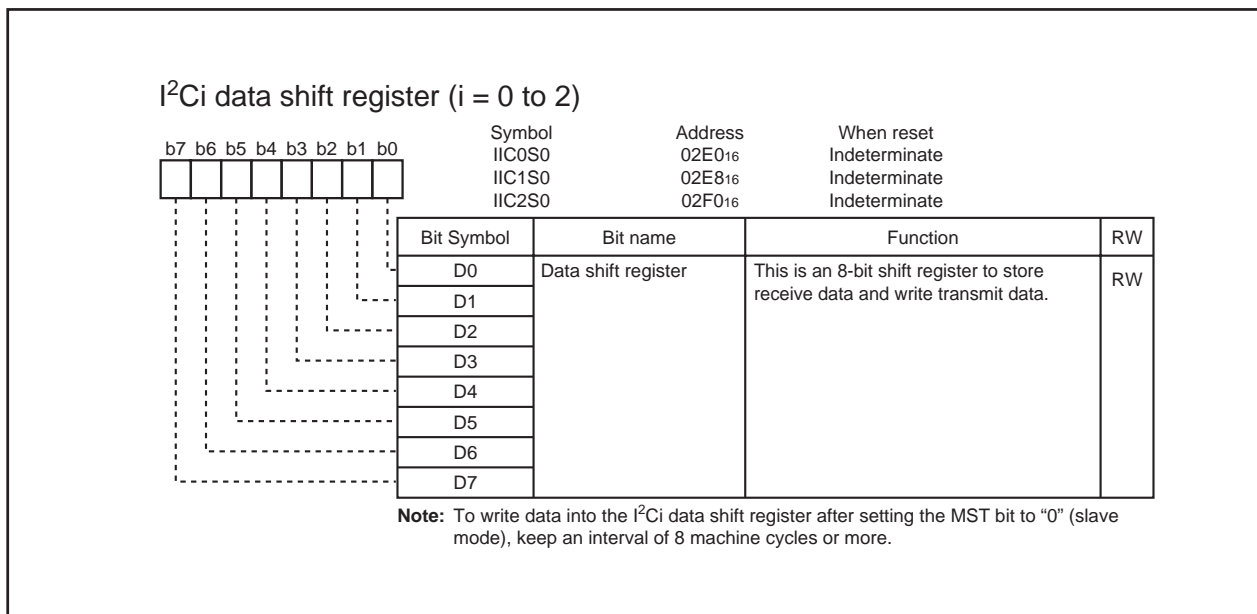 I²Ci data shift register (i = 0 to 2)
b7 b6 b5 b4 b3 b2 b1 b0
Symbol Address When reset
IIC0S0 02E0₁₆ Indeterminate
IIC1S0 02E8₁₆ Indeterminate
IIC2S0 02F0₁₆ Indeterminate
Bit Symbol Bit name Function RW
D0 Data shift register This is an 8-bit shift register to store RW
receive data and write transmit data.
D1
D2
D3
D4
D5
D6
D7
Note: To write data into the I²Ci data shift register after setting the MST bit to “0” (slave
mode), keep an interval of 8 machine cycles or more.